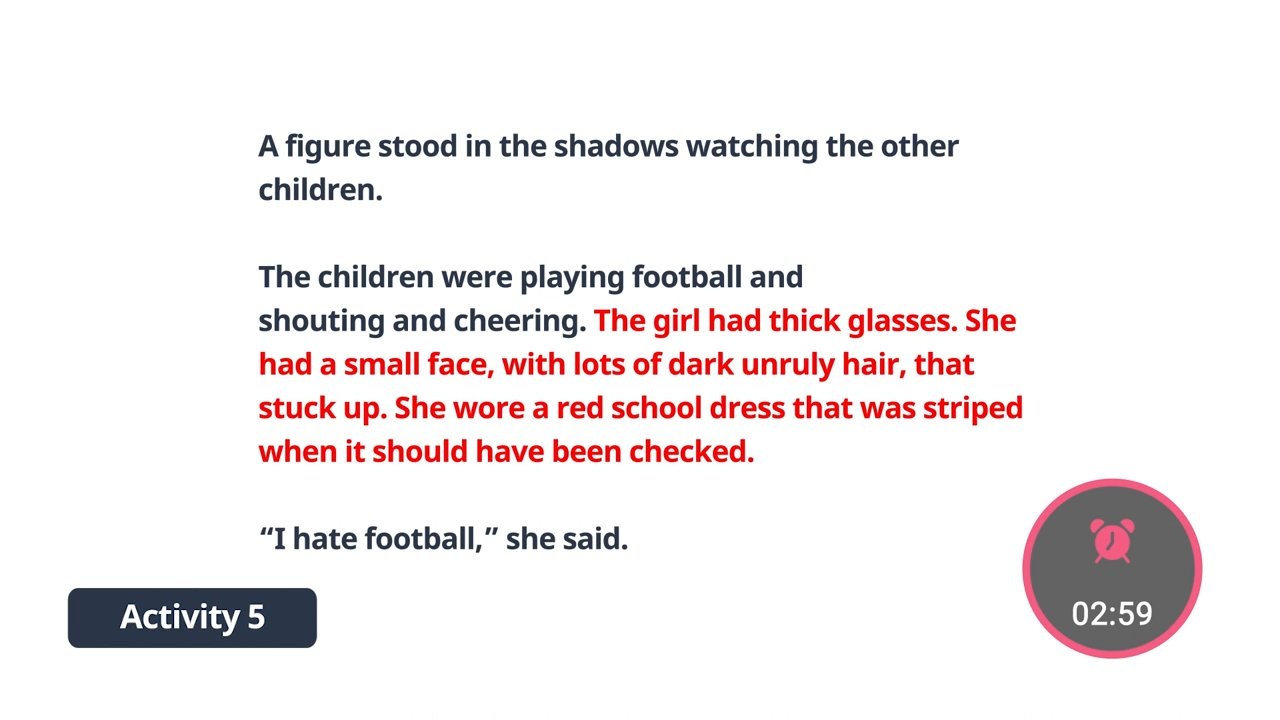 A figure stood in the shadows watching the other
children.
The children were playing football and
shouting and cheering. The girl had thick glasses. She
had a small face, with lots of dark unruly hair, that
stuck up. She wore a red school dress that was striped
when it should have been checked.
“I hate football,” she said.
Activity 5
02:59